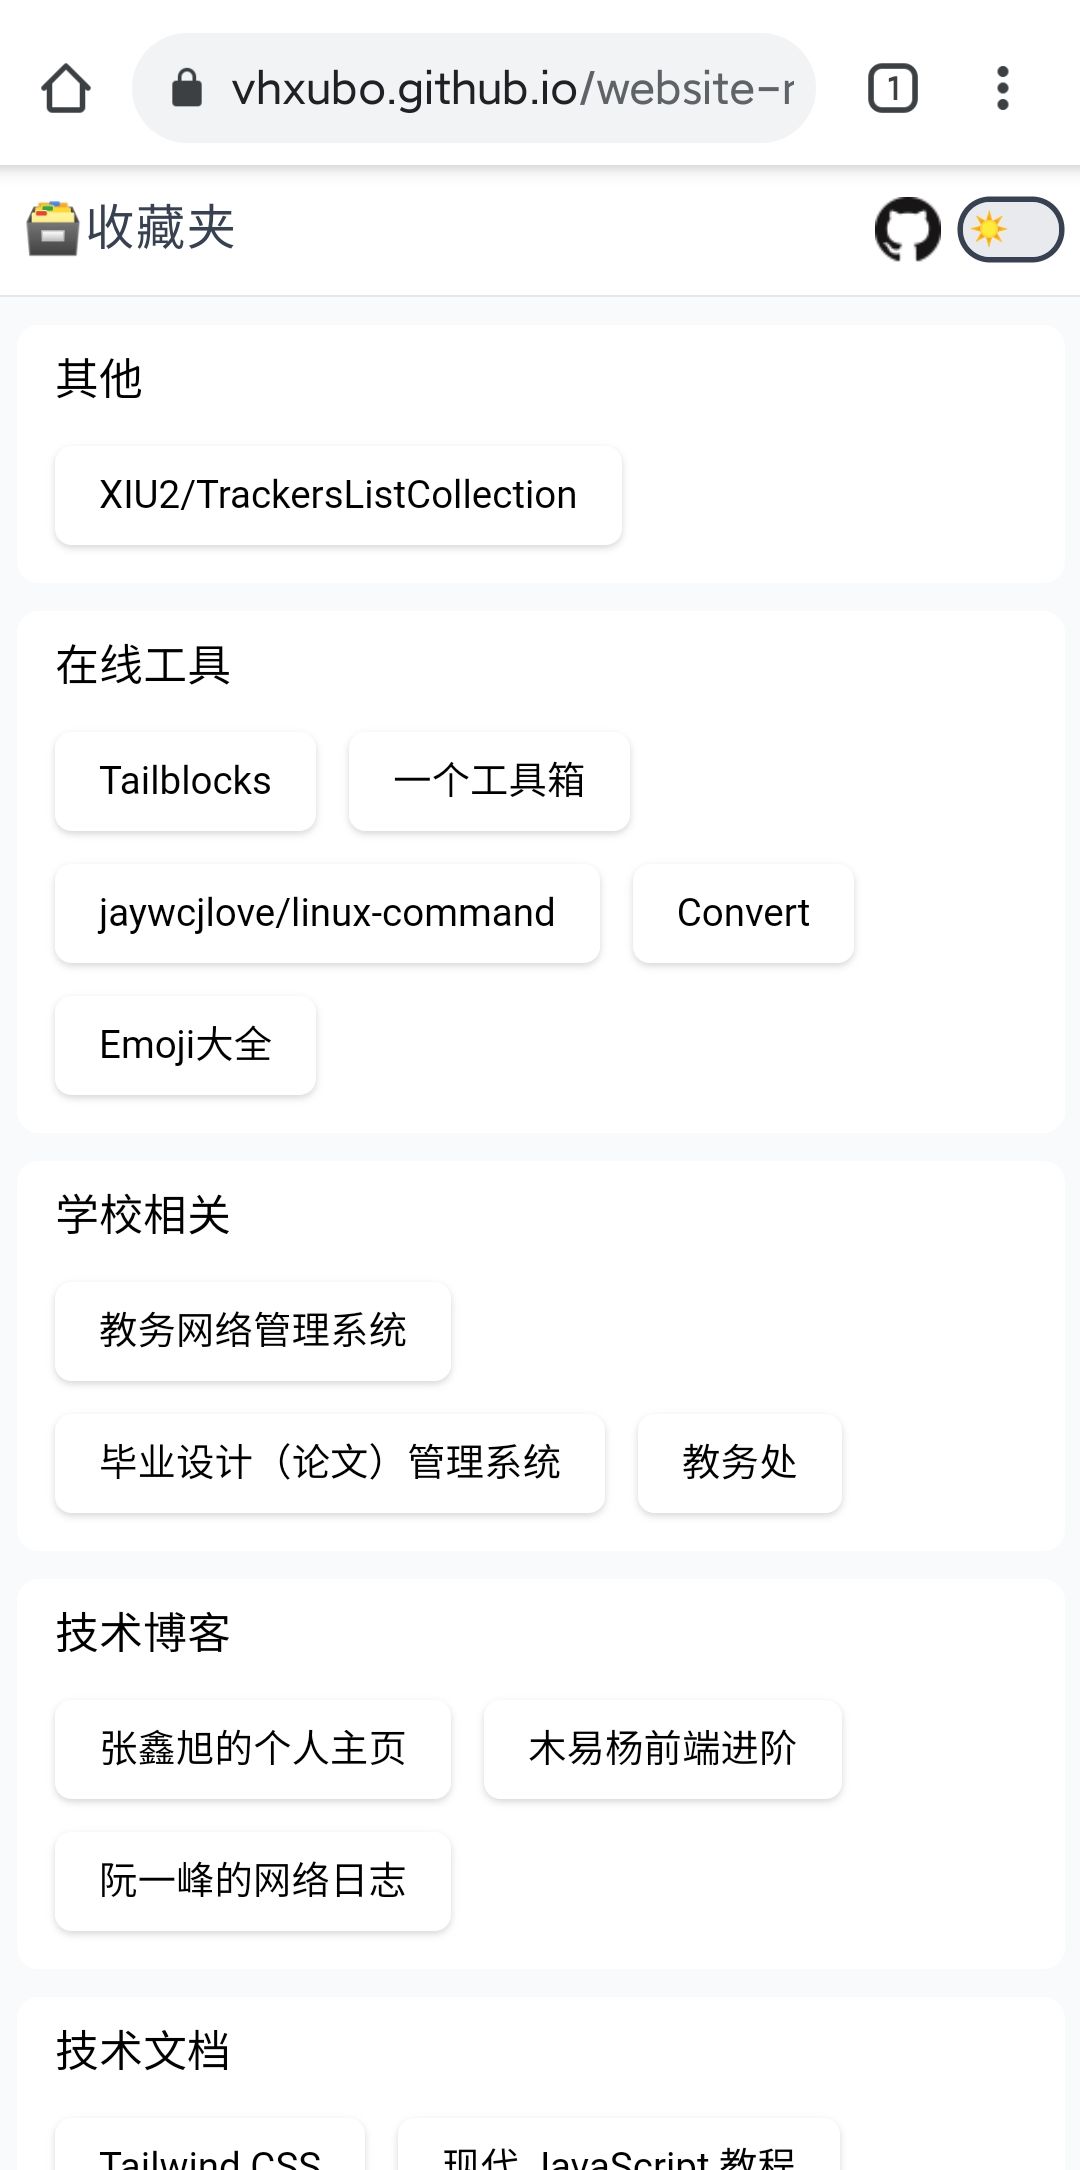 vhxubo.github.io/website-r
1
收藏夹
其他
XIU2/TrackersListCollection
在线工具
Tailblocks
一个工具箱
jaywcjlove/linux-command
Convert
Emoji大全
学校相关
教务网络管理系统
毕业设计（论文）管理系统
教务处
技术博客
张鑫旭的个人主页
木易杨前端进阶
阮一峰的网络日志
技术文档
Tailwind CSS
现代 JavaScript 教程